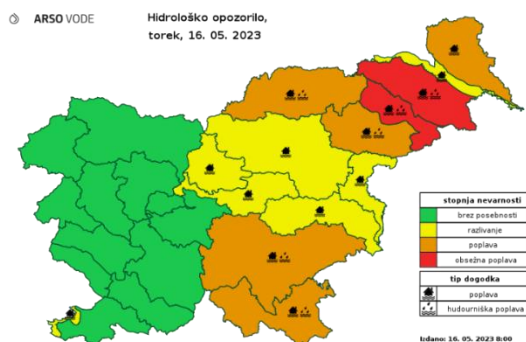 ARSO VODE
Hidrološko opozorilo,
torek, 16. 05. 2023
stopnja nevarnosti
brez posebnosti
razlivanje
poplava
obsežna poplava
tip dogodka
poplava
hudourniška poplava
Izdano: 16. 05. 2023 8:00